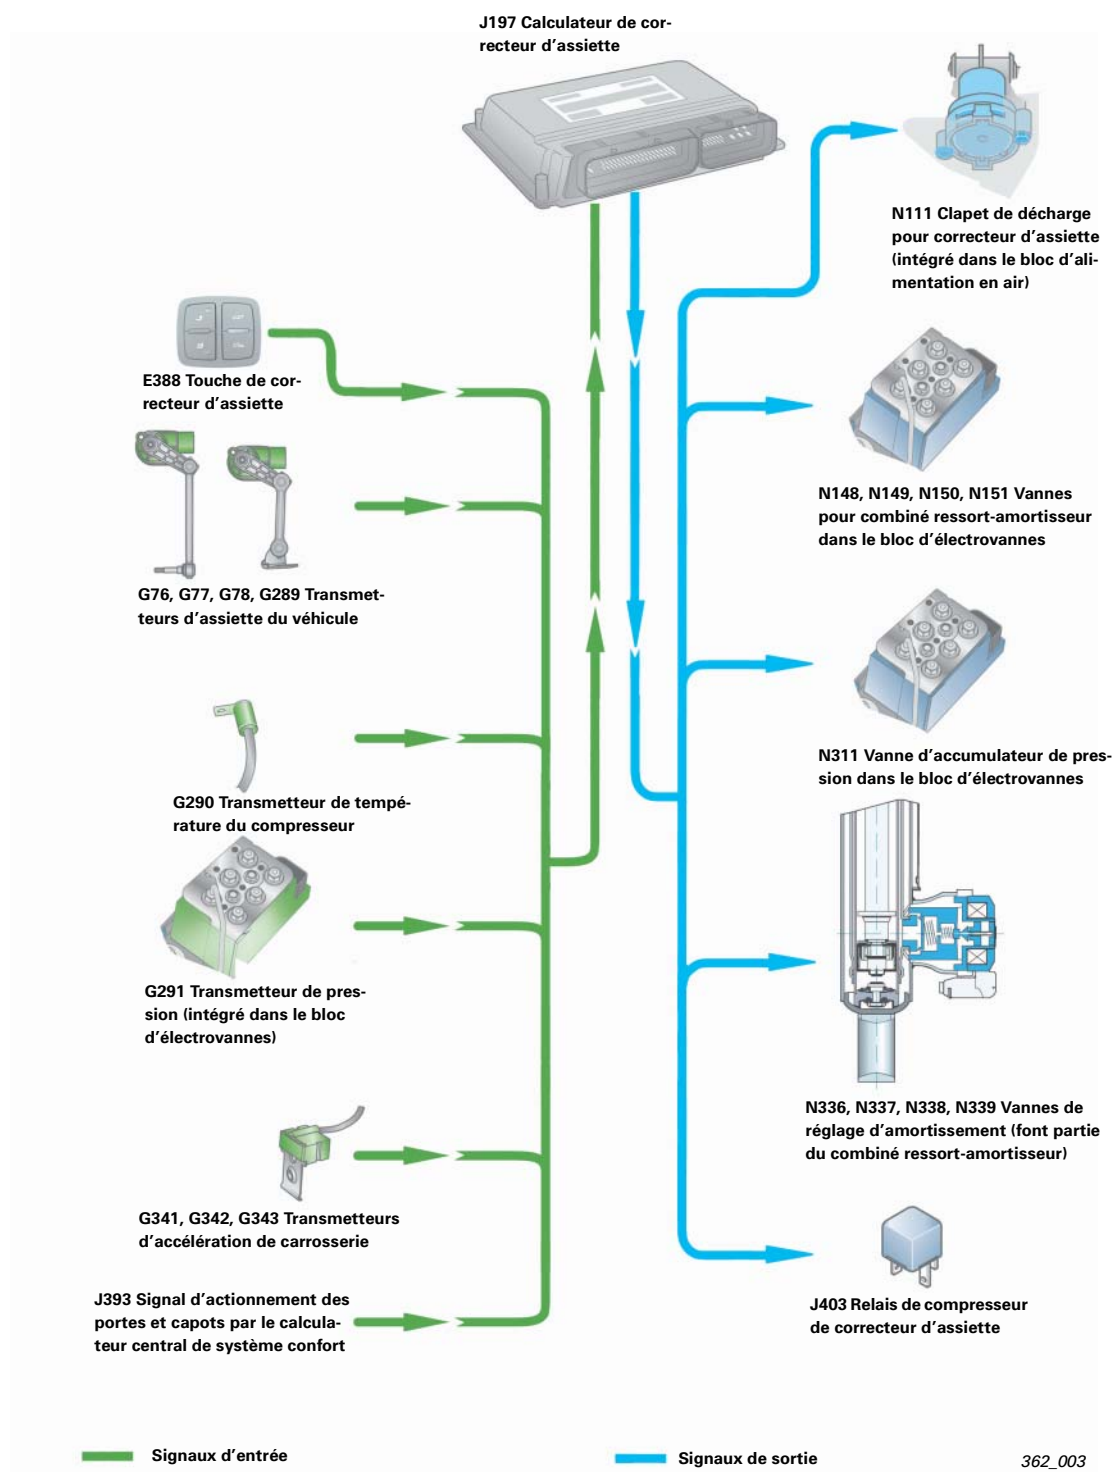 J197 Calculateur de cor-
recteur d'assiette
N111 Clapet de décharge
pour correcteur d'assiette
(intégré dans le bloc d'ali-
mentation en air)
E388 Touche de cor-
recteur d'assiette
N148, N149, N150, N151 Vannes
pour combiné ressort-amortisseur
dans le bloc d'électrovannes
G76, G77, G78, G289 Transmet-
teurs d'assiette du véhicule
N311 Vanne d'accumulateur de pres-
sion dans le bloc d'électrovannes
G290 Transmetteur de tempé-
rature du compresseur
G291 Transmetteur de pres-
sion (intégré dans le bloc
d'électrovannes)
N336, N337, N338, N339 Vannes de
réglage d'amortissement (font partie
du combiné ressort-amortisseur)
G341, G342, G343 Transmetteurs
d'accélération de carrosserie
J393 Signal d'actionnement des
portes et capots par le calcula-
teur central de système confort
J403 Relais de compresseur
de correcteur d'assiette
Signaux d'entrée
Signaux de sortie
362_003